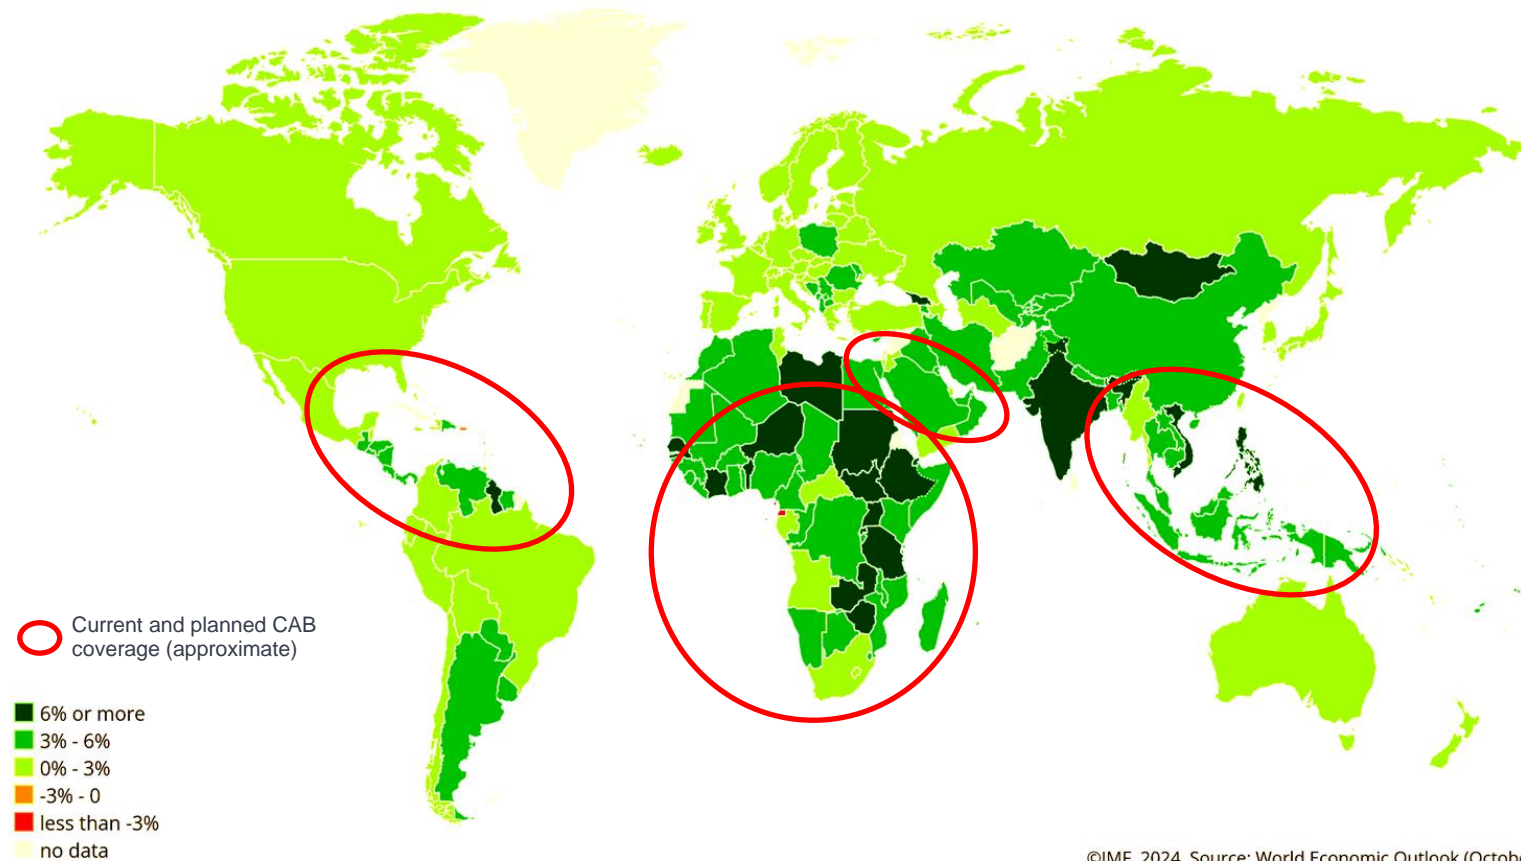 Current and planned CAB
coverage (approximate)
6% or more
3% - 6%
0% - 3%
-3% - 0
less than -3%
no data
©IMF, 2024, Source: World Economic Outlook (Octobe